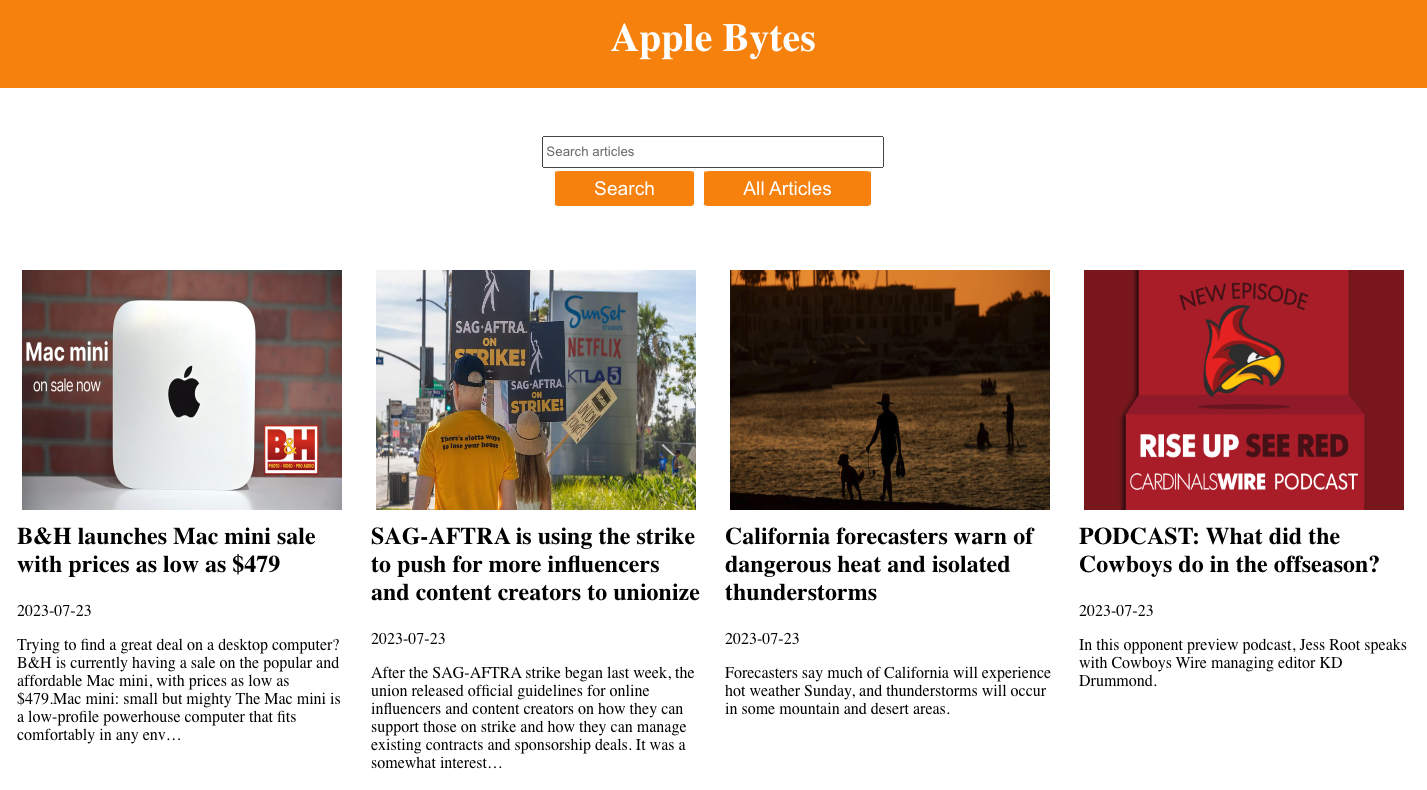 Apple Bytes
Search articles
Search
All Articles
Mac mini
on sale now
B&H
PHOTO · VIDEO · PRO AUDIO
SAG·AFTRA
ON
STRIKE!
SAG·AFTRA
ON
STRIKE!
Sunset
STUDIOS
NETFLIX
KTLA5
There's alotta ways
to lose your house
NEW EPISODE
RISE UP SEE RED
CARDINALSWIRE PODCAST
B&H launches Mac mini sale
with prices as low as $479
2023-07-23
Trying to find a great deal on a desktop computer?
B&H is currently having a sale on the popular and
affordable Mac mini, with prices as low as
$479.Mac mini: small but mighty The Mac mini is
a low-profile powerhouse computer that fits
comfortably in any env…
SAG-AFTRA is using the strike
to push for more influencers
and content creators to unionize
2023-07-23
After the SAG-AFTRA strike began last week, the
union released official guidelines for online
influencers and content creators on how they can
support those on strike and how they can manage
existing contracts and sponsorship deals. It was a
somewhat interest…
California forecasters warn of
dangerous heat and isolated
thunderstorms
2023-07-23
Forecasters say much of California will experience
hot weather Sunday, and thunderstorms will occur
in some mountain and desert areas.
PODCAST: What did the
Cowboys do in the offseason?
2023-07-23
In this opponent preview podcast, Jess Root speaks
with Cowboys Wire managing editor KD
Drummond.